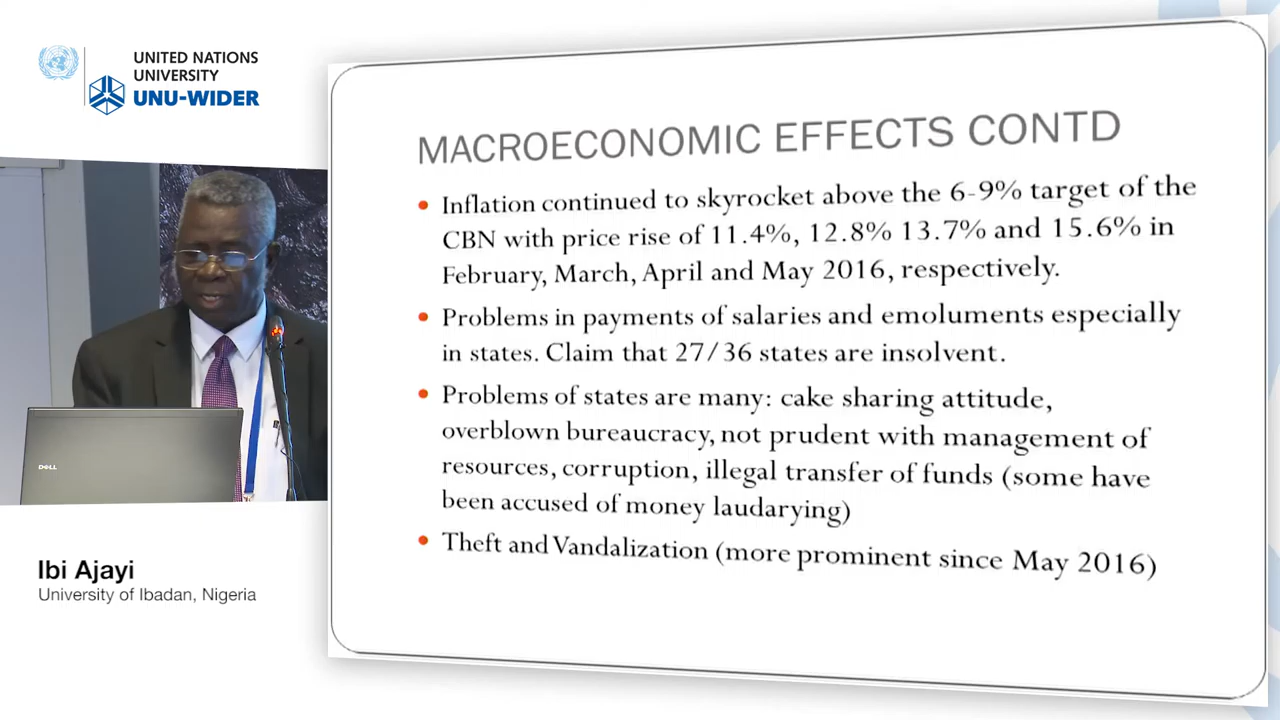 UNITED NATIONS
UNIVERSITY
UNU-WIDER
MACROECONOMIC EFFECTS CONTD
• Inflation continued to skyrocket above the 6-9% target of the
CBN with price rise of 11.4%, 12.8% 13.7% and 15.6% in
February, March, April and May 2016, respectively.
• Problems in payments of salaries and emoluments especially
in states. Claim that 27/36 states are insolvent.
• Problems of states are many: cake sharing attitude,
overblown bureaucracy, not prudent with management of
resources, corruption, illegal transfer of funds (some have
been accused of money laudarying)
• Theft and Vandalization (more prominent since May 2016)
DELL
Ibi Ajayi
University of Ibadan, Nigeria